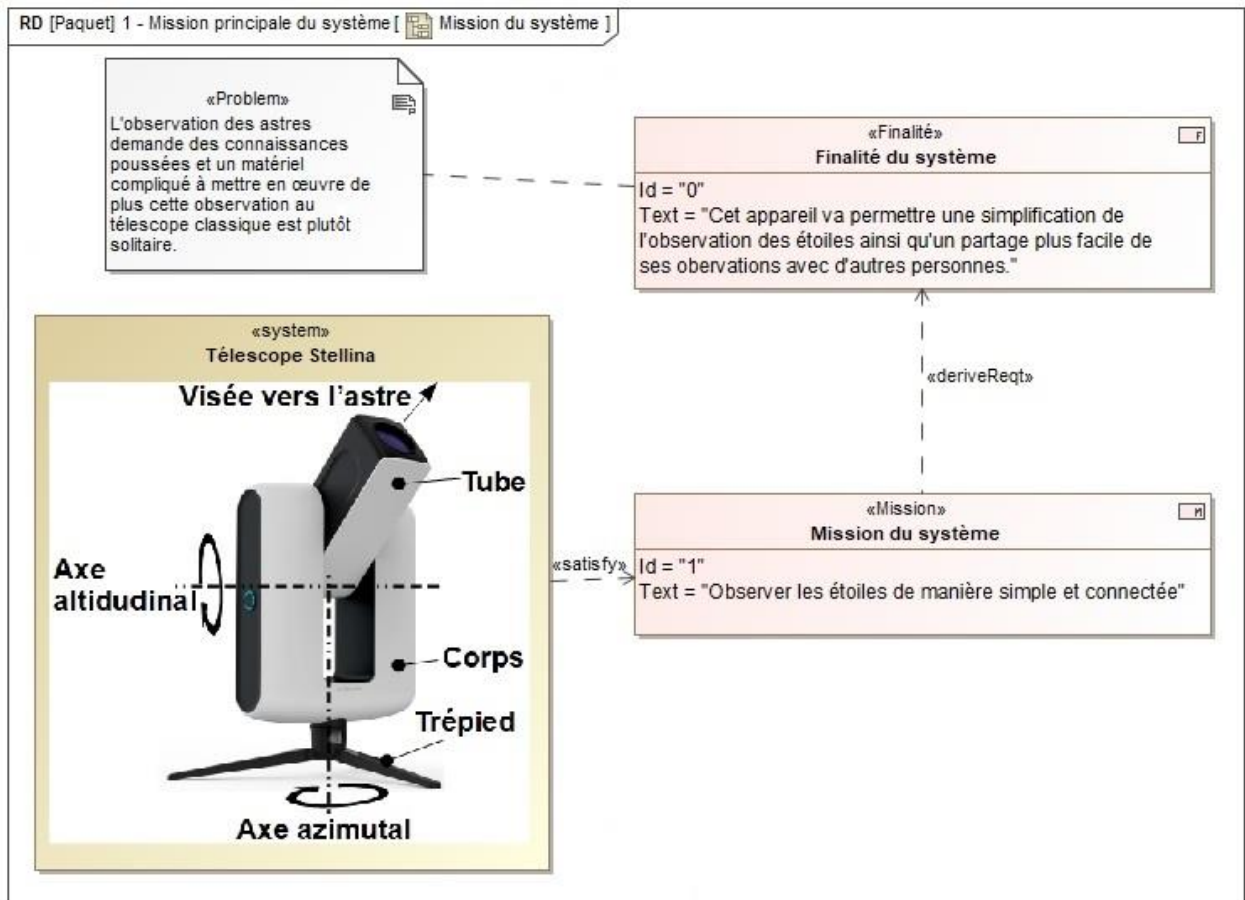 RD [Paquet] 1 - Mission principale du système [ Mission du système ]
«Problem»
L'observation des astres
demande des connaissances
poussées et un matériel
compliqué à mettre en œuvre de
plus cette observation au
télescope classique est plutôt
solitaire.
«Finalité»
F
Finalité du système
Id = "0"
Text = "Cet appareil va permettre une simplification de
l'observation des étoiles ainsi qu'un partage plus facile de
ses obervations avec d'autres personnes."
«deriveReqt»
«system»
Télescope Stellina
Visée vers l'astre
Tube
Axe
altidudinal
Corps
Trépied
Axe azimutal
«satisfy»
«Mission»
M
Mission du système
Id = "1"
Text = "Observer les étoiles de manière simple et connectée"